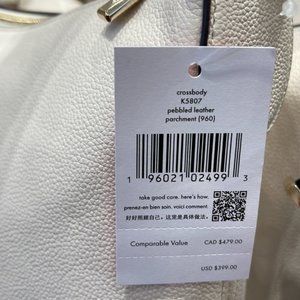 crossbody
K5807
pebbled leather
parchment (960)
1 96021 02499 3
take good care. here's how.
prenez-en bien soin. voici comment.
好好照顾自己。这里具体做法。
Comparable Value CAD $479.00
USD $399.00